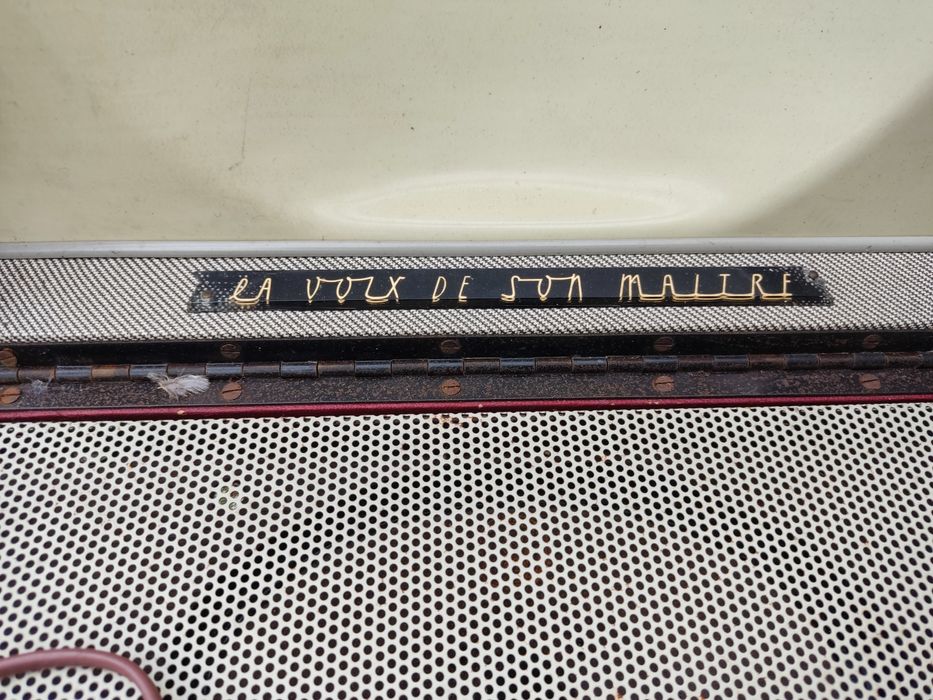 LA VOIX DE SON MAITRE